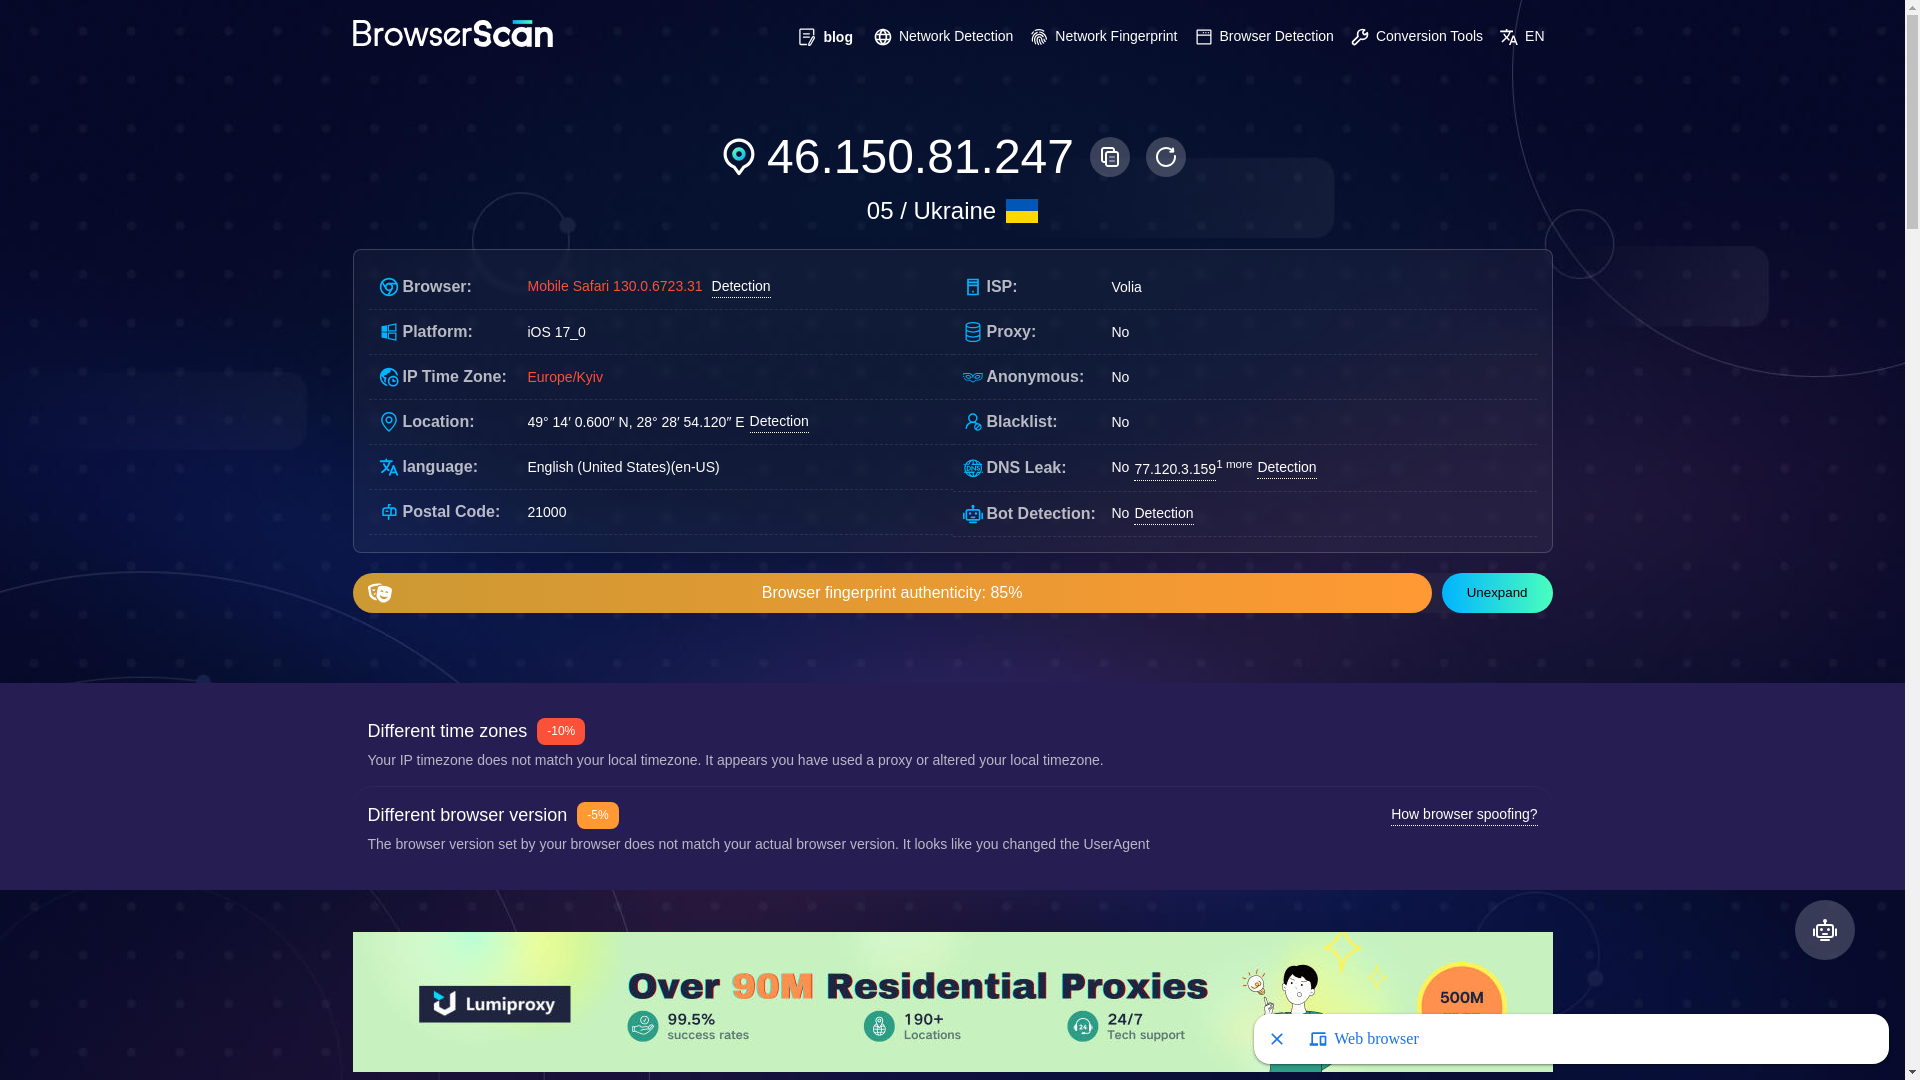 BrowserScan
blog
Network Detection
Network Fingerprint
Browser Detection
Conversion Tools
EN
46.150.81.247
05 / Ukraine
Browser: Mobile Safari 130.0.6723.31 Detection
Platform: iOS 17_0
IP Time Zone: Europe/Kyiv
Location: 49° 14′ 0.600″ N, 28° 28′ 54.120″ E Detection
language: English (United States)(en-US)
Postal Code: 21000
ISP: Volia
Proxy: No
Anonymous: No
Blacklist: No
DNS Leak: No 77.120.3.159 1 more Detection
Bot Detection: No Detection
Browser fingerprint authenticity: 85%
Unexpand
Different time zones -10%
Your IP timezone does not match your local timezone. It appears you have used a proxy or altered your local timezone.
Different browser version -5%
How browser spoofing?
The browser version set by your browser does not match your actual browser version. It looks like you changed the UserAgent
Lumiproxy
Over 90M Residential Proxies
99.5%
success rates
190+
Locations
24/7
Tech support
500M
Web browser